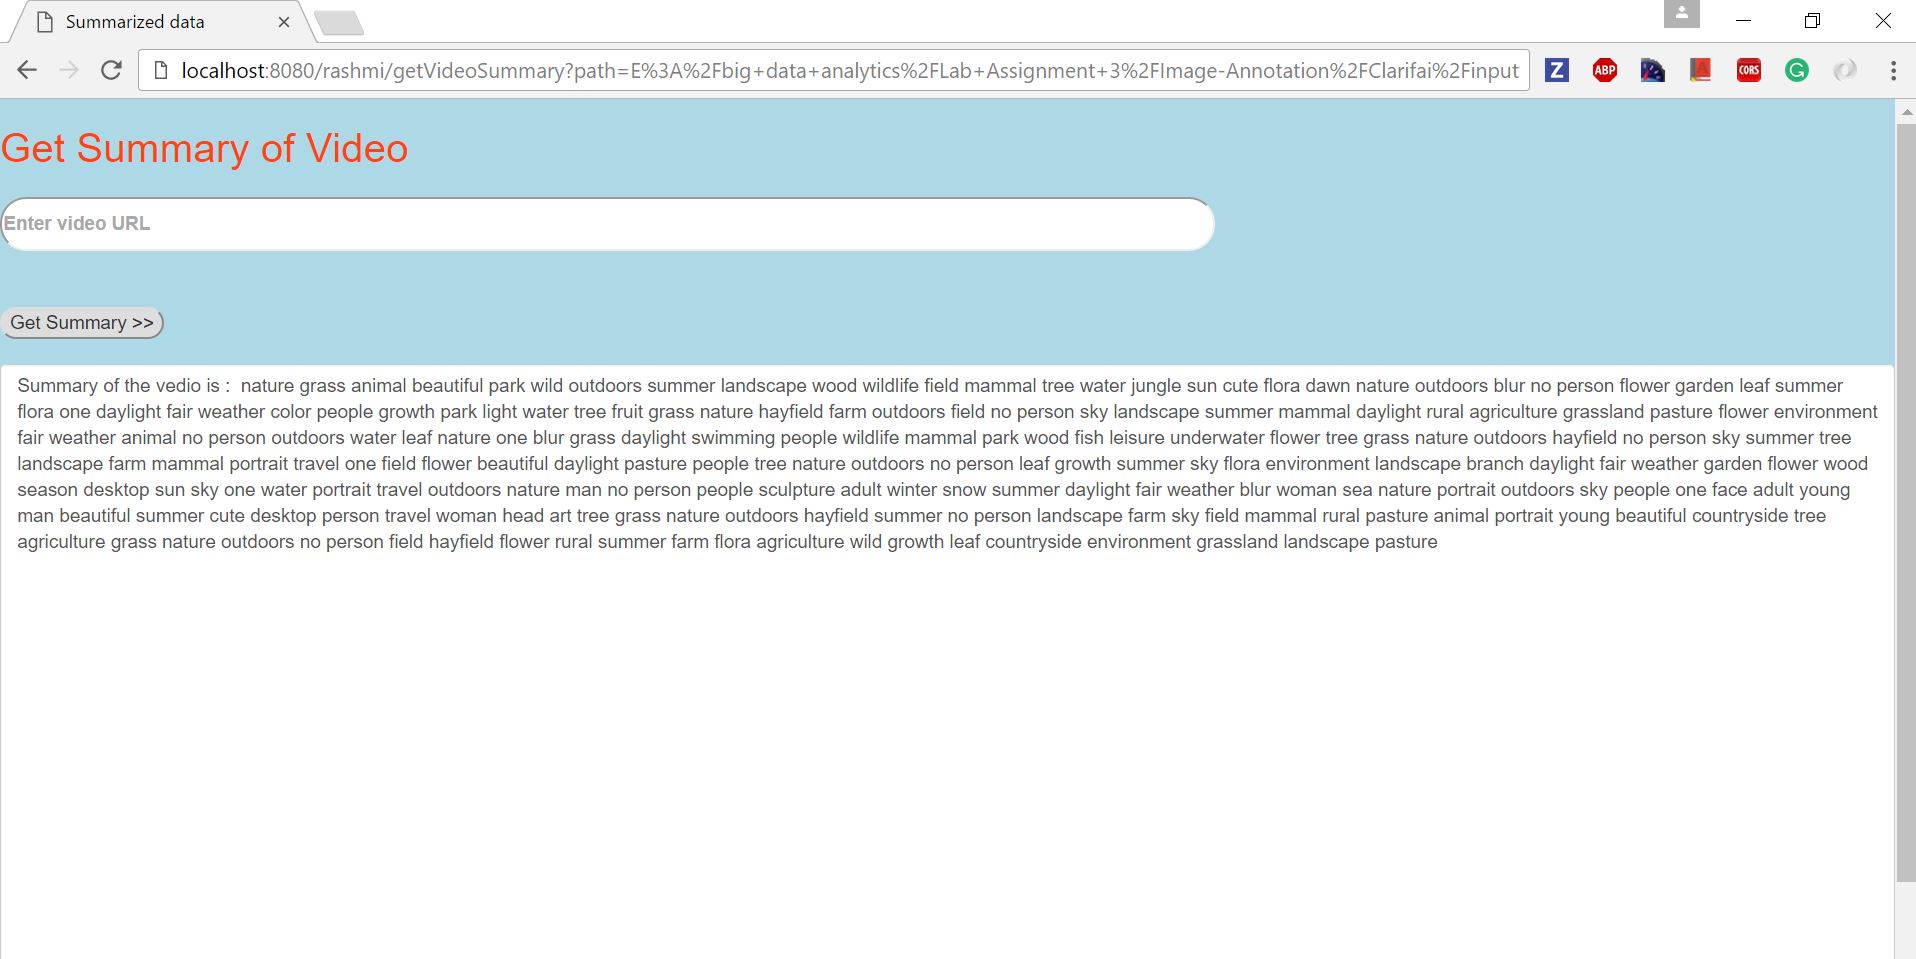 Summarized data
localhost:8080/rashmi/getVideoSummary?path=E%3A%2Fbig+data+analytics%2FLab+Assignment+3%2FImage-Annotation%2FClarifai%2Finput
Z
ABP
A
CORS
G
Get Summary of Video
Enter video URL
Get Summary >>
Summary of the vedio is : nature grass animal beautiful park wild outdoors summer landscape wood wildlife field mammal tree water jungle sun cute flora dawn nature outdoors blur no person flower garden leaf summer
flora one daylight fair weather color people growth park light water tree fruit grass nature hayfield farm outdoors field no person sky landscape summer mammal daylight rural agriculture grassland pasture flower environment
fair weather animal no person outdoors water leaf nature one blur grass daylight swimming people wildlife mammal park wood fish leisure underwater flower tree grass nature outdoors hayfield no person sky summer tree
landscape farm mammal portrait travel one field flower beautiful daylight pasture people tree nature outdoors no person leaf growth summer sky flora environment landscape branch daylight fair weather garden flower wood
season desktop sun sky one water portrait travel outdoors nature man no person people sculpture adult winter snow summer daylight fair weather blur woman sea nature portrait outdoors sky people one face adult young
man beautiful summer cute desktop person travel woman head art tree grass nature outdoors hayfield summer no person landscape farm sky field mammal rural pasture animal portrait young beautiful countryside tree
agriculture grass nature outdoors no person field hayfield flower rural summer farm flora agriculture wild growth leaf countryside environment grassland landscape pasture